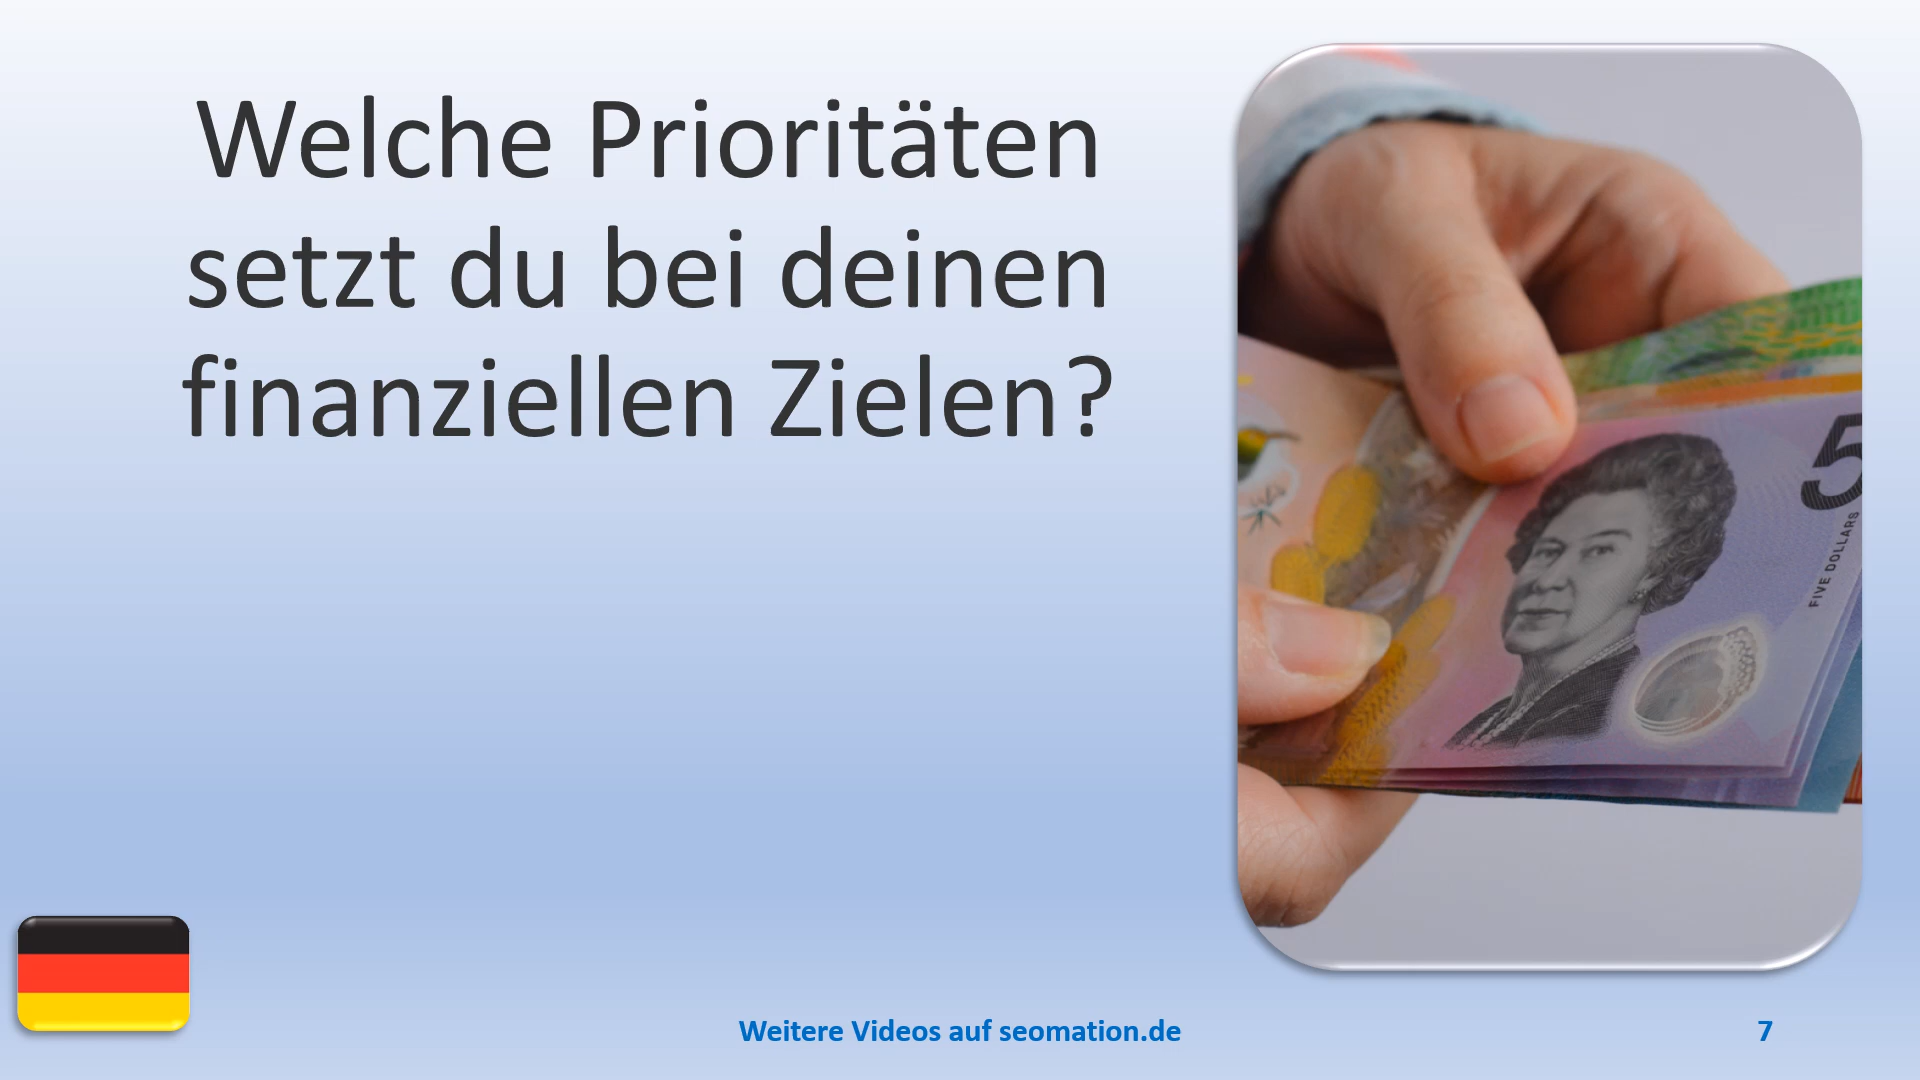 Welche Prioritäten
setzt du bei deinen
finanziellen Zielen?
5
FIVE DOLLARS
Weitere Videos auf seomation.de
7